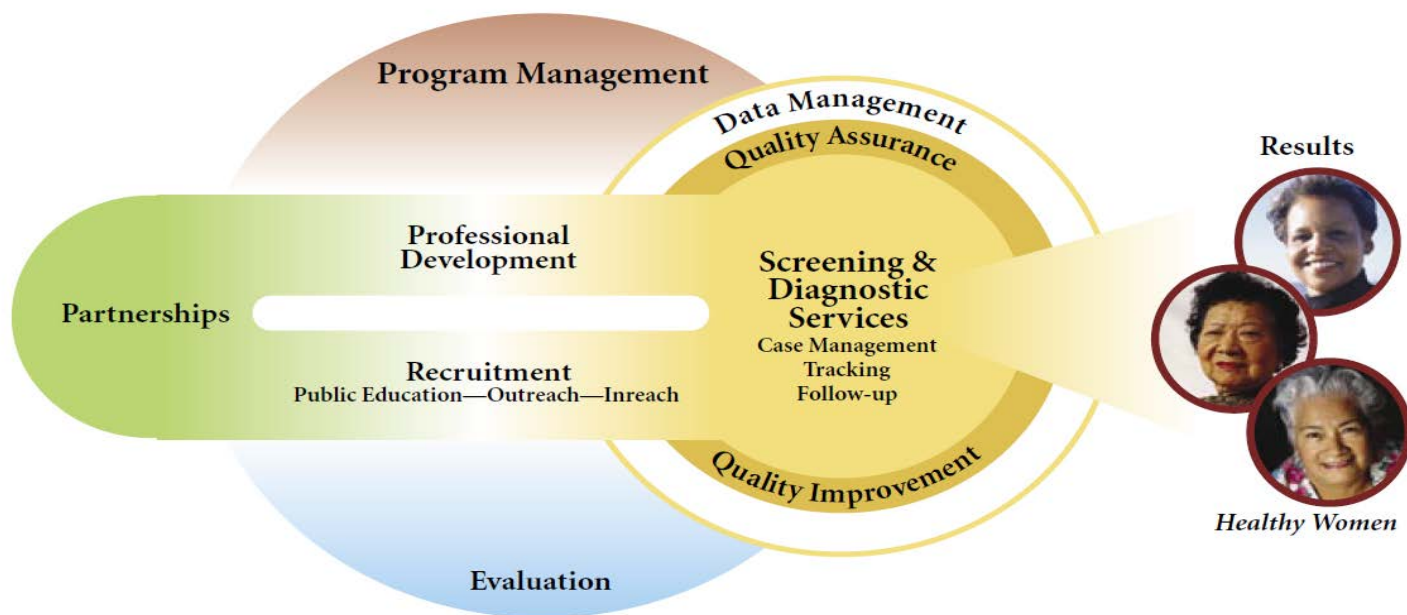 Program Management
Data Management
Quality Assurance
Results
Professional
Development
Partnerships
Screening &
Diagnostic
Services
Case Management
Tracking
Follow-up
Recruitment
Public Education—Outreach—Inreach
Quality Improvement
Healthy Women
Evaluation